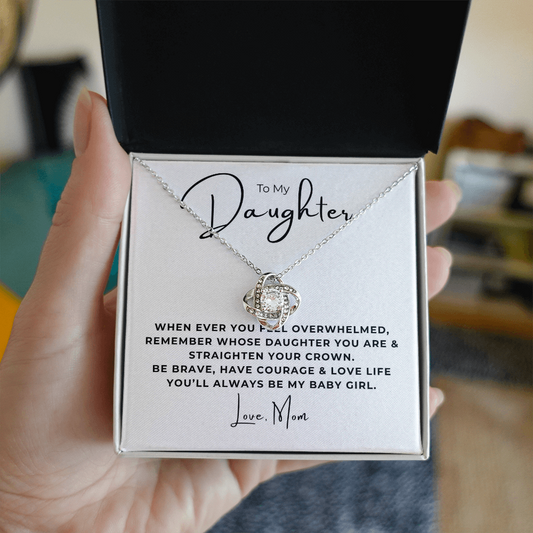 To My
Daughter
WHEN EVER YOU FEEL OVERWHELMED,
REMEMBER WHOSE DAUGHTER YOU ARE &
STRAIGHTEN YOUR CROWN.
BE BRAVE, HAVE COURAGE & LOVE LIFE
YOU'LL ALWAYS BE MY BABY GIRL.
Love, Mom